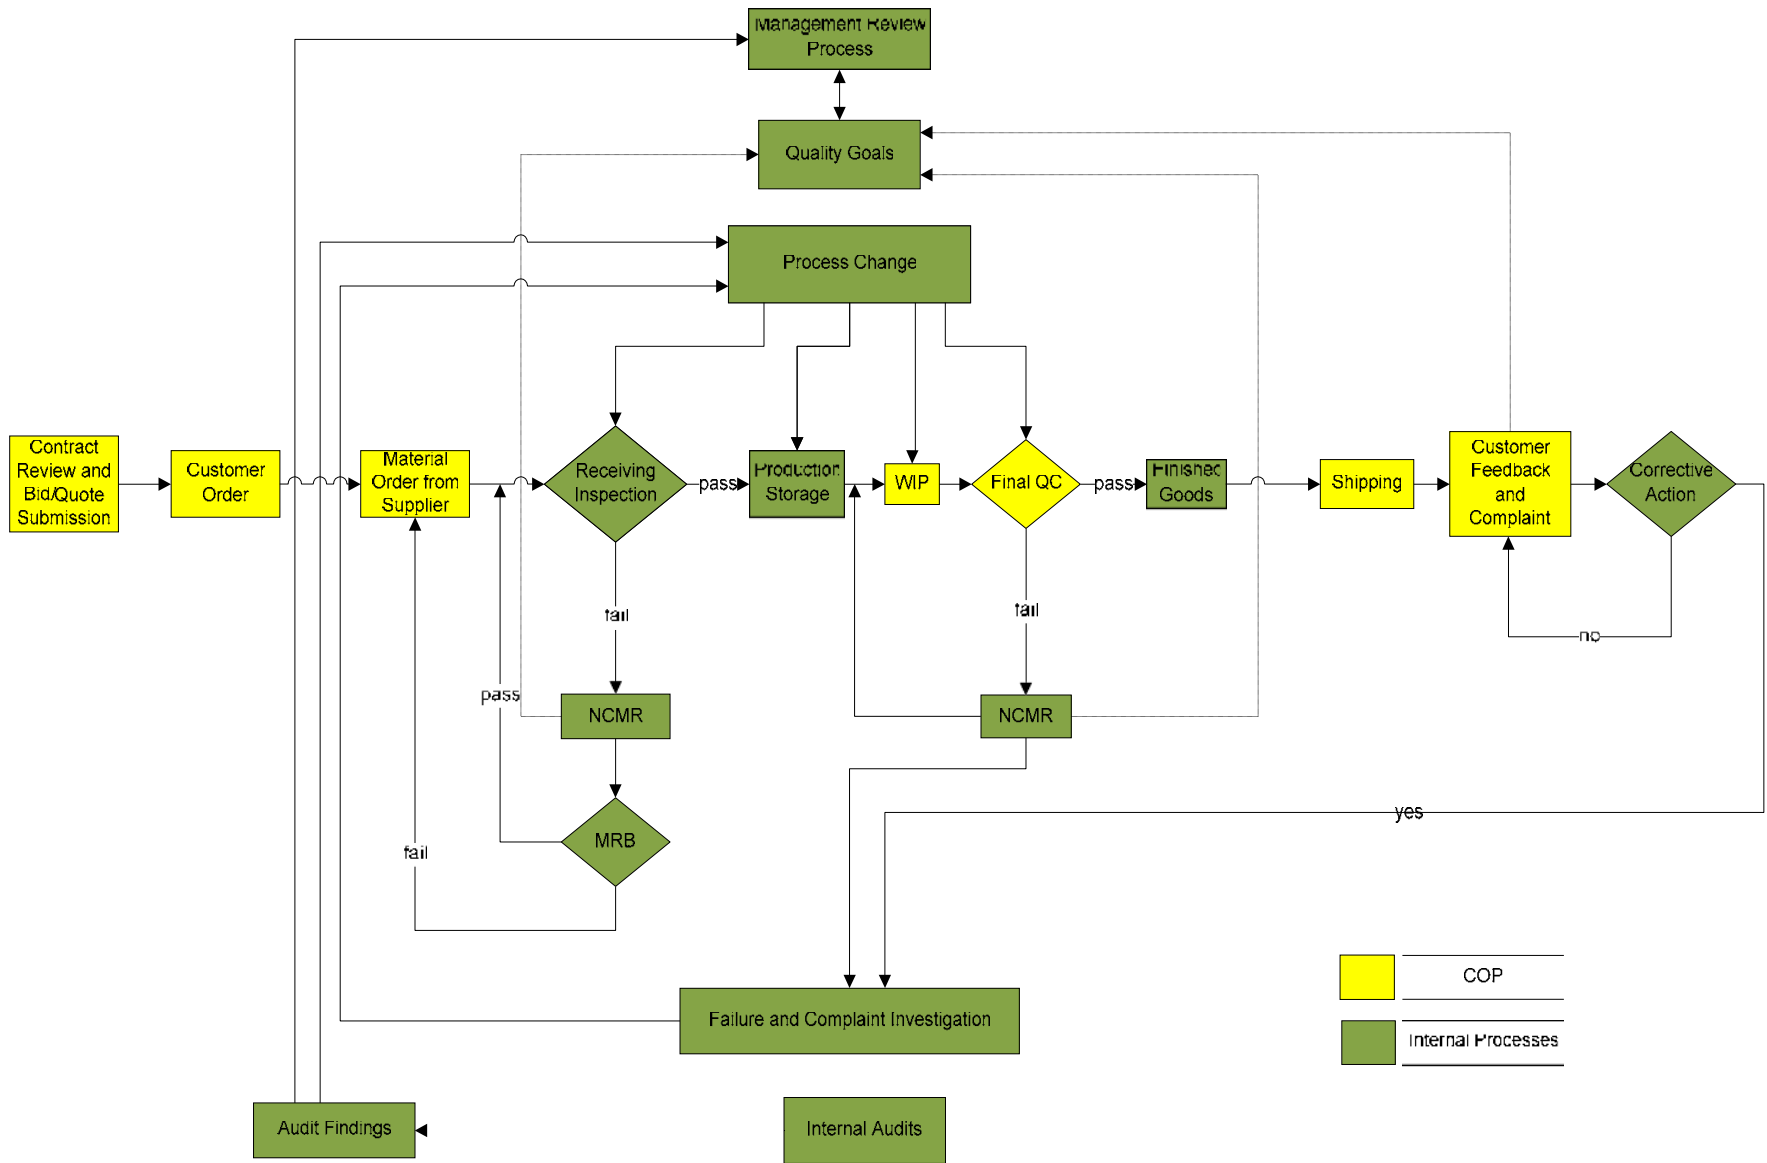 Management Review
Process
Quality Goals
Process Change
Contract
Review and
Bid/Quote
Submission
Customer
Order
Material
Order from
Supplier
Receiving
Inspection
pass
Production
Storage
WIP
Final QC
pass
Finished
Goods
Shipping
Customer
Feedback
and
Complaint
Corrective
Action
fail
fail
no
pass
NCMR
NCMR
yes
MRB
fail
COP
Failure and Complaint Investigation
Internal Processes
Audit Findings
Internal Audits